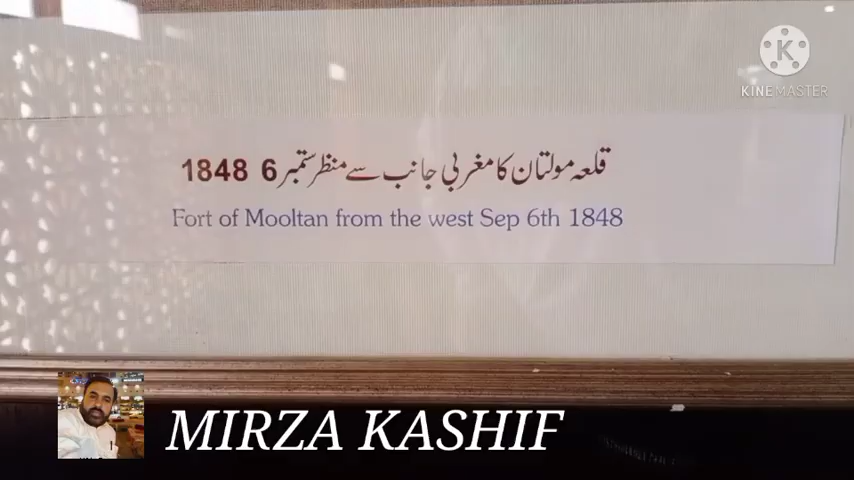 KINEMASTER
قلعہ مولتان کا مغربی جانب سے منظر ستمبر 6 1848
Fort of Mooltan from the west Sep 6th 1848
MIRZA KASHIF